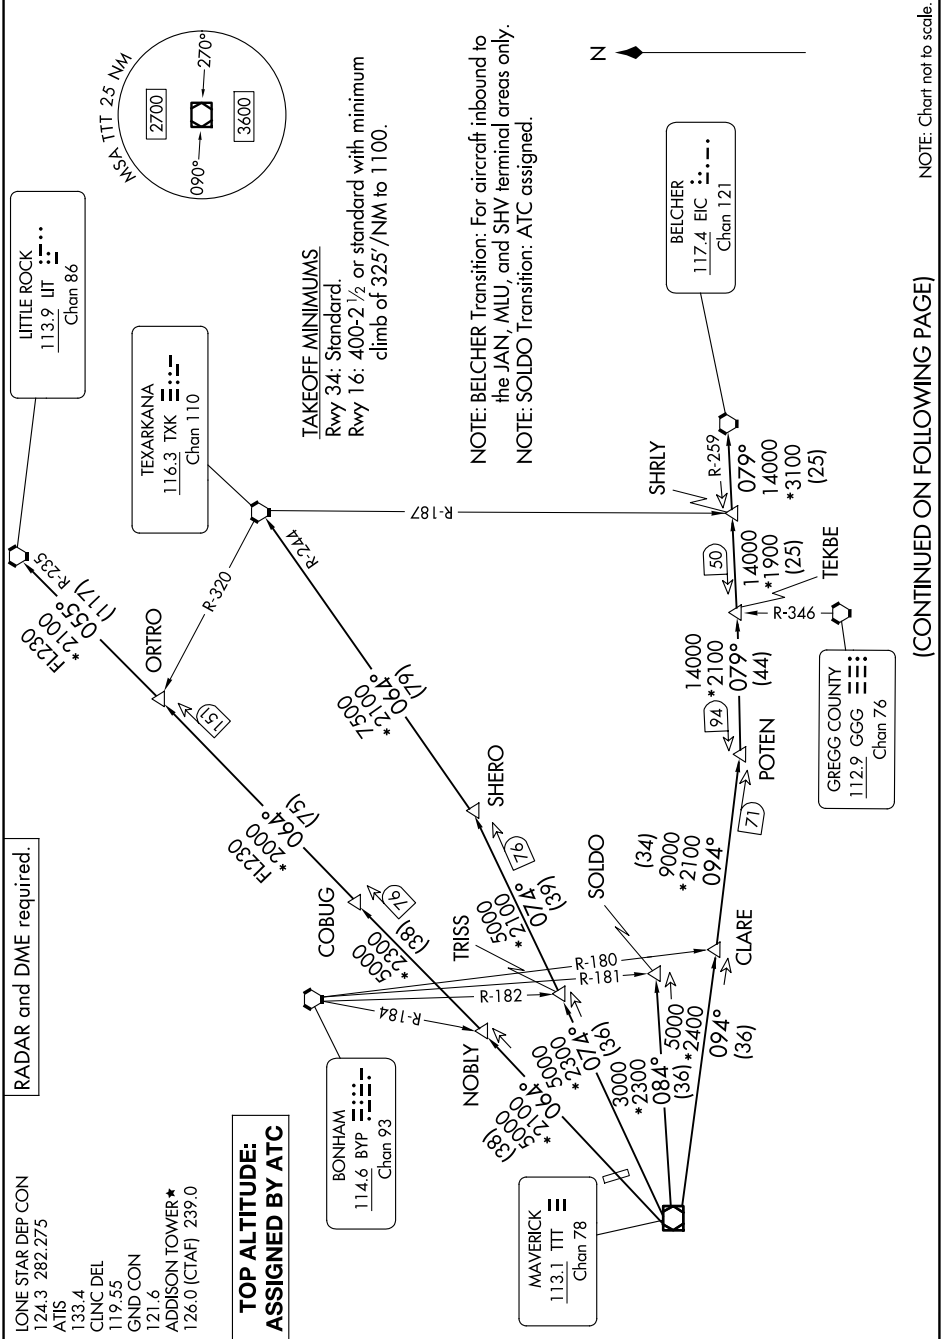 LONE STAR DEP CON
124.3 282.275
ATIS
133.4
CLNC DEL
119.55
GND CON
121.6
ADDISON TOWER★
126.0 (CTAF) 239.0
RADAR and DME required.
TOP ALTITUDE:
ASSIGNED BY ATC
LITTLE ROCK
113.9 LIT
Chan 86
MSA TTT 25 NM
2700
090°
270°
3600
TEXARKANA
116.3 TXK
Chan 110
TAKEOFF MINIMUMS
Rwy 34: Standard.
Rwy 16: 400-2½ or standard with minimum
climb of 325'/NM to 1100.
NOTE: BELCHER Transition: For aircraft inbound to
the JAN, MLU, and SHV terminal areas only.
NOTE: SOLDO Transition: ATC assigned.
N
BONHAM
114.6 BYP
Chan 93
MAVERICK
113.1 TTT
Chan 78
BELCHER
117.4 EIC
Chan 121
GREGG COUNTY
112.9 GGG
Chan 76
R-235
FL230
*2100
055°
(117)
ORTRO
R-320
151
FL230
*2000
064°
(75)
COBUG
76
5000
*2300
(38)
NOBLY
R-184
(38)
5000
*2100
064°
R-244
7500
*2100
064°
(79)
SHERO
76
5000
*2100
074°
(39)
TRISS
R-182
5000
*2300
074°
(36)
SOLDO
R-181
3000
*2300
084°
(36)
CLARE
R-180
5000
*2400
094°
(36)
(34)
9000
*2100
094°
71
POTEN
94
14000
*2100
079°
(44)
TEKBE
R-346
50
14000
*1900
(25)
SHRLY
R-187
R-259
079°
14000
*3100
(25)
(CONTINUED ON FOLLOWING PAGE)
NOTE: Chart not to scale.